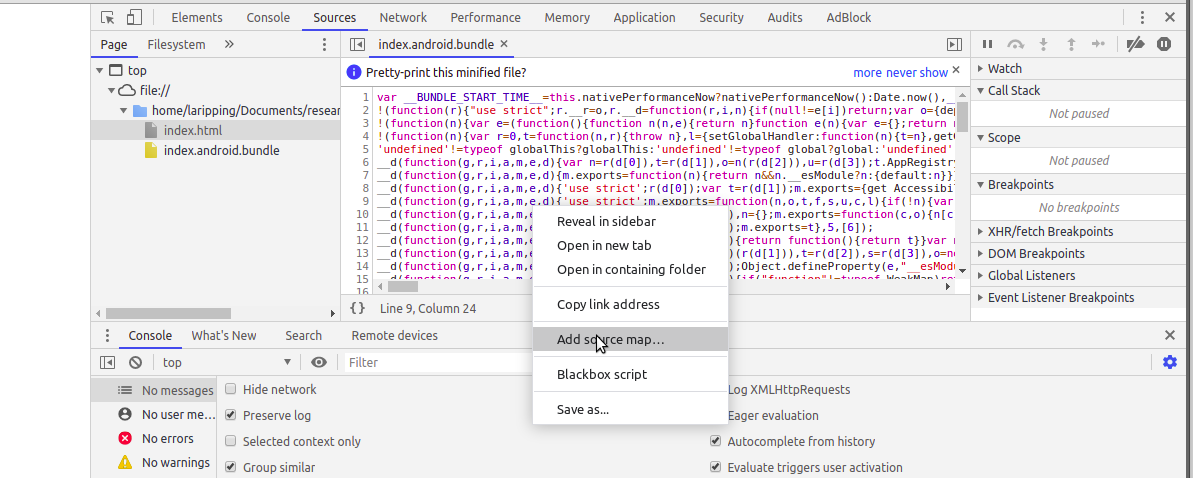 Elements Console Sources Network Performance Memory Application Security Audits AdBlock
Page Filesystem » index.android.bundle ×
top
file://
home/laripping/Documents/resear
index.html
index.android.bundle
Pretty-print this minified file? more never show ×
1 var __BUNDLE_START_TIME__=this.nativePerformanceNow?nativePerformanceNow():Date.now(),_
2 !(function(r){"use strict";r.__r=o,r.__d=function(r,i,n){if(null!=e[i])return;var o={dep
3 !(function(n){var e=(function(){function n(n,e){return n}function e(n){var e={};return n
4 !(function(n){var r=0,t=function(n,r){throw n},l={setGlobalHandler:function(n){t=n},get
5 'undefined'!=typeof globalThis?globalThis:'undefined'!=typeof global?global:'undefined'
6 __d(function(g,r,i,a,m,e,d){var n=r(d[0]),t=r(d[1]),o=n(r(d[2])),u=r(d[3]);t.AppRegistry
7 __d(function(g,r,i,a,m,e,d){m.exports=function(n){return n&&n.__esModule?n:{default:n}}
8 __d(function(g,r,i,a,m,e,d){'use strict';r(d[0]);var t=r(d[1]);m.exports={get Accessibil
9 __d(function(g,r,i,a,m,e,d){'use strict';m.exports=function(n,o,t,f,s,u,c,l){if(!n){var
10 __d(function(g,r,i,a,m,e ),n={};m.exports=function(c,o){n[c
11 __d(function(g,r,i,a,m,e ;m.exports=t},5,[6]);
12 __d(function(g,r,i,a,m,e ){return function(){return t}}var
13 __d(function(g,r,i,a,m,e )(r(d[1])),t=r(d[2]),s=r(d[3]),o=n
14 __d(function(g,r,i,a,m,e ;Object.defineProperty(e,"__esMod
15
16
{} Line 9, Column 24
Reveal in sidebar
Open in new tab
Open in containing folder
Copy link address
Add source map…
Blackbox script
Save as...
Watch
Call Stack
Not paused
Scope
Not paused
Breakpoints
No breakpoints
XHR/fetch Breakpoints
DOM Breakpoints
Global Listeners
Event Listener Breakpoints
Console What's New Search Remote devices ×
top Filter
No messages
No user me...
No errors
No warnings
Hide network
Preserve log
Selected context only
Group similar
Log XMLHttpRequests
Eager evaluation
Autocomplete from history
Evaluate triggers user activation